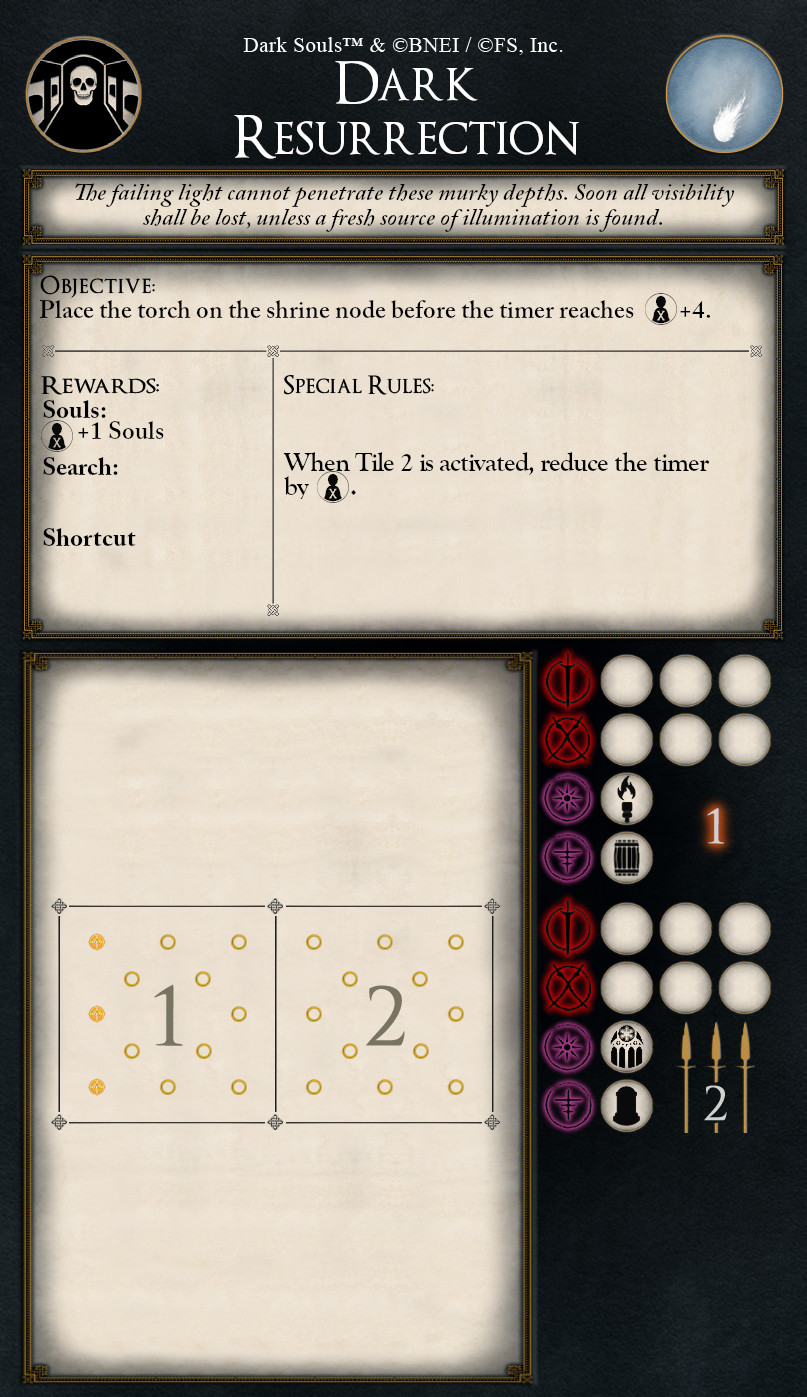 Dark Souls™ & ©BNEI / ©FS, Inc.
Dark
Resurrection
The failing light cannot penetrate these murky depths. Soon all visibility
shall be lost, unless a fresh source of illumination is found.
Objective:
Place the torch on the shrine node before the timer reaches X+4.
Rewards:
Souls:
X+1 Souls
Search:
Shortcut
Special Rules:
When Tile 2 is activated, reduce the timer
by X.
1
2
1
2